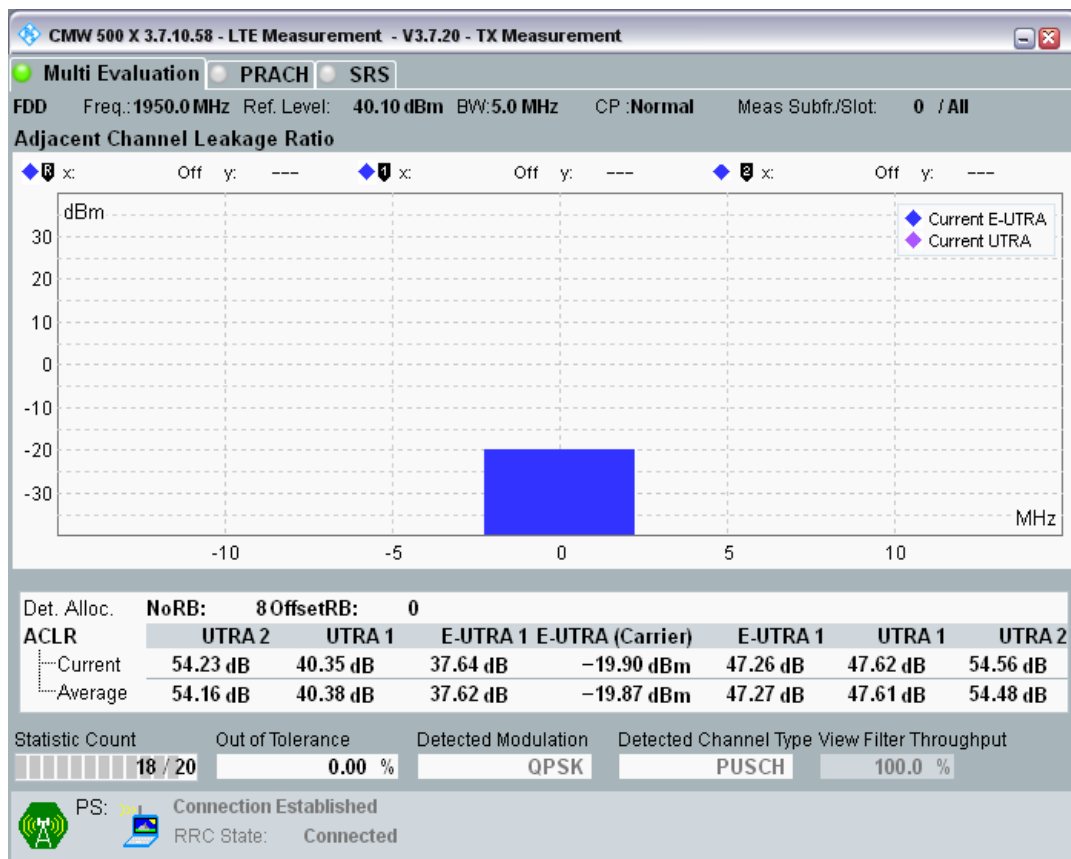 CMW 500 X 3.7.10.58 - LTE Measurement - V3.7.20 - TX Measurement
Multi Evaluation PRACH SRS
FDD Freq.:1950.0 MHz Ref. Level: 40.10 dBm BW:5.0 MHz CP :Normal Meas Subfr./Slot: 0 / All
Adjacent Channel Leakage Ratio
R x: Off y: --- 1 x: Off y: --- 2 x: Off y: ---
dBm
Current E-UTRA
Current UTRA
30
20
10
0
-10
-20
-30
MHz
-10 -5 0 5 10
Det. Alloc. NoRB: 8 OffsetRB: 0
ACLR UTRA 2 UTRA 1 E-UTRA 1 E-UTRA (Carrier) E-UTRA 1 UTRA 1 UTRA 2
Current 54.23 dB 40.35 dB 37.64 dB −19.90 dBm 47.26 dB 47.62 dB 54.56 dB
Average 54.16 dB 40.38 dB 37.62 dB −19.87 dBm 47.27 dB 47.61 dB 54.48 dB
Statistic Count Out of Tolerance Detected Modulation Detected Channel Type View Filter Throughput
18 / 20 0.00 % QPSK PUSCH 100.0 %
PS: Connection Established
RRC State: Connected